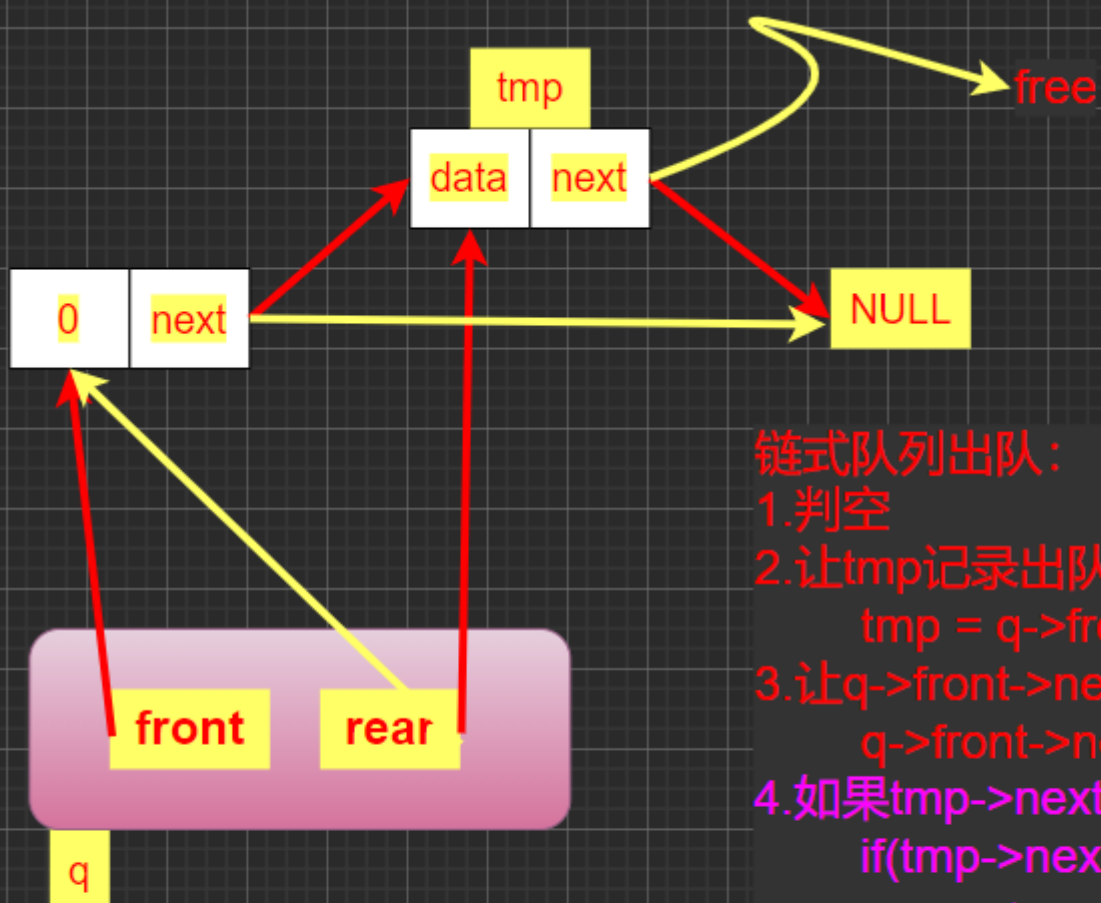 tmp
free
data next
0 next
NULL
链式队列出队：
1.判空
2.让tmp记录出队
tmp = q->fro
3.让q->front->ne
q->front->ne
4.如果tmp->next
if(tmp->nex
front rear
q